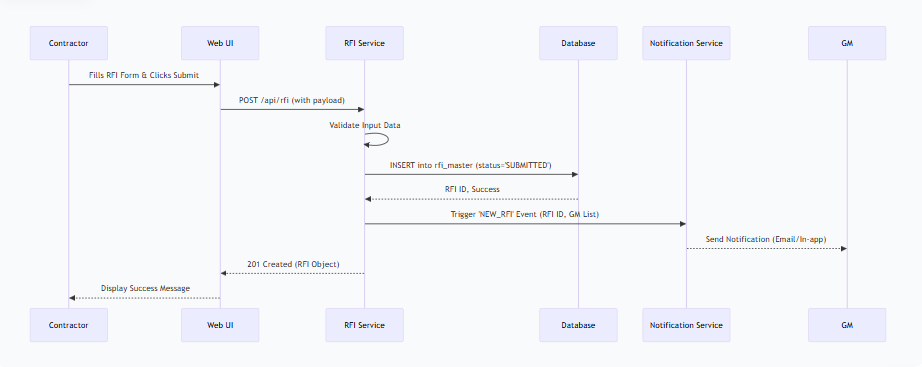 Contractor
Web UI
RFI Service
Database
Notification Service
GM
Fills RFI Form & Clicks Submit
POST /api/rfi (with payload)
Validate Input Data
INSERT into rfi_master (status='SUBMITTED')
RFI ID, Success
Trigger 'NEW_RFI' Event (RFI ID, GM List)
Send Notification (Email/In-app)
201 Created (RFI Object)
Display Success Message
Contractor
Web UI
RFI Service
Database
Notification Service
GM